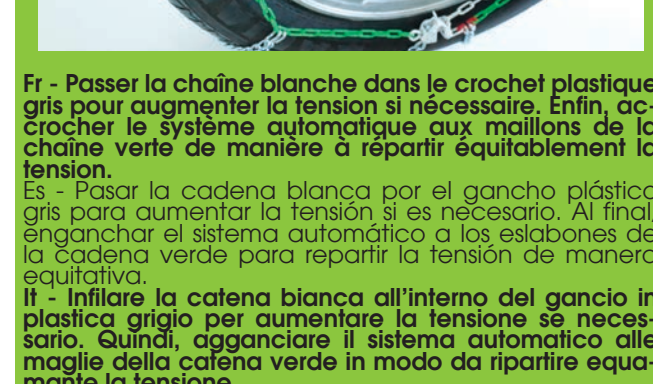 Fr - Passer la chaîne blanche dans le crochet plastique
gris pour augmenter la tension si nécessaire. Enfin, ac-
crocher le système automatique aux maillons de la
chaîne verte de manière à répartir équitablement la
tension.
Es - Pasar la cadena blanca por el gancho plástico
gris para aumentar la tensión si es necesario. Al final,
enganchar el sistema automático a los eslabones de
la cadena verde para repartir la tensión de manera
equitativa.
It - Infilare la catena bianca all'interno del gancio in
plastica grigio per aumentare la tensione se neces-
sario. Quindi, agganciare il sistema automatico alle
maglie della catena verde in modo da ripartire equa-
mante la tensione